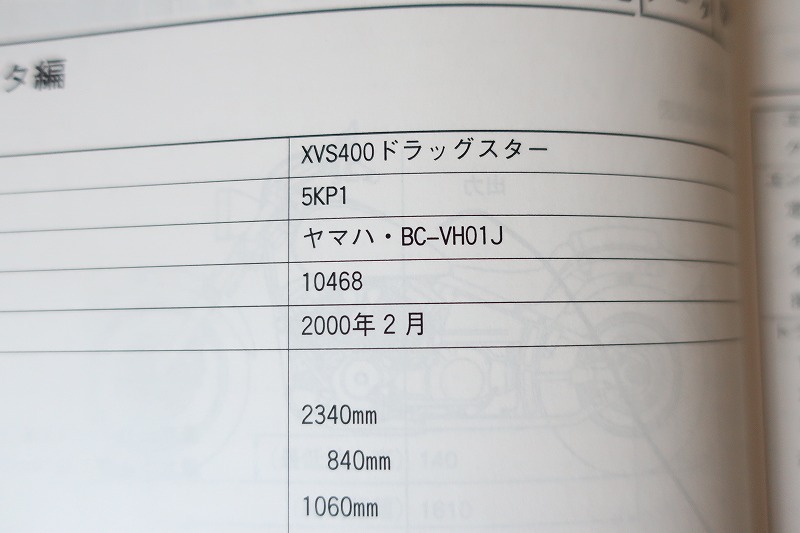 タ編
XVS400ドラッグスター
5KP1
ヤマハ・BC-VH01J
10468
2000年2月
2340mm
840mm
1060mm